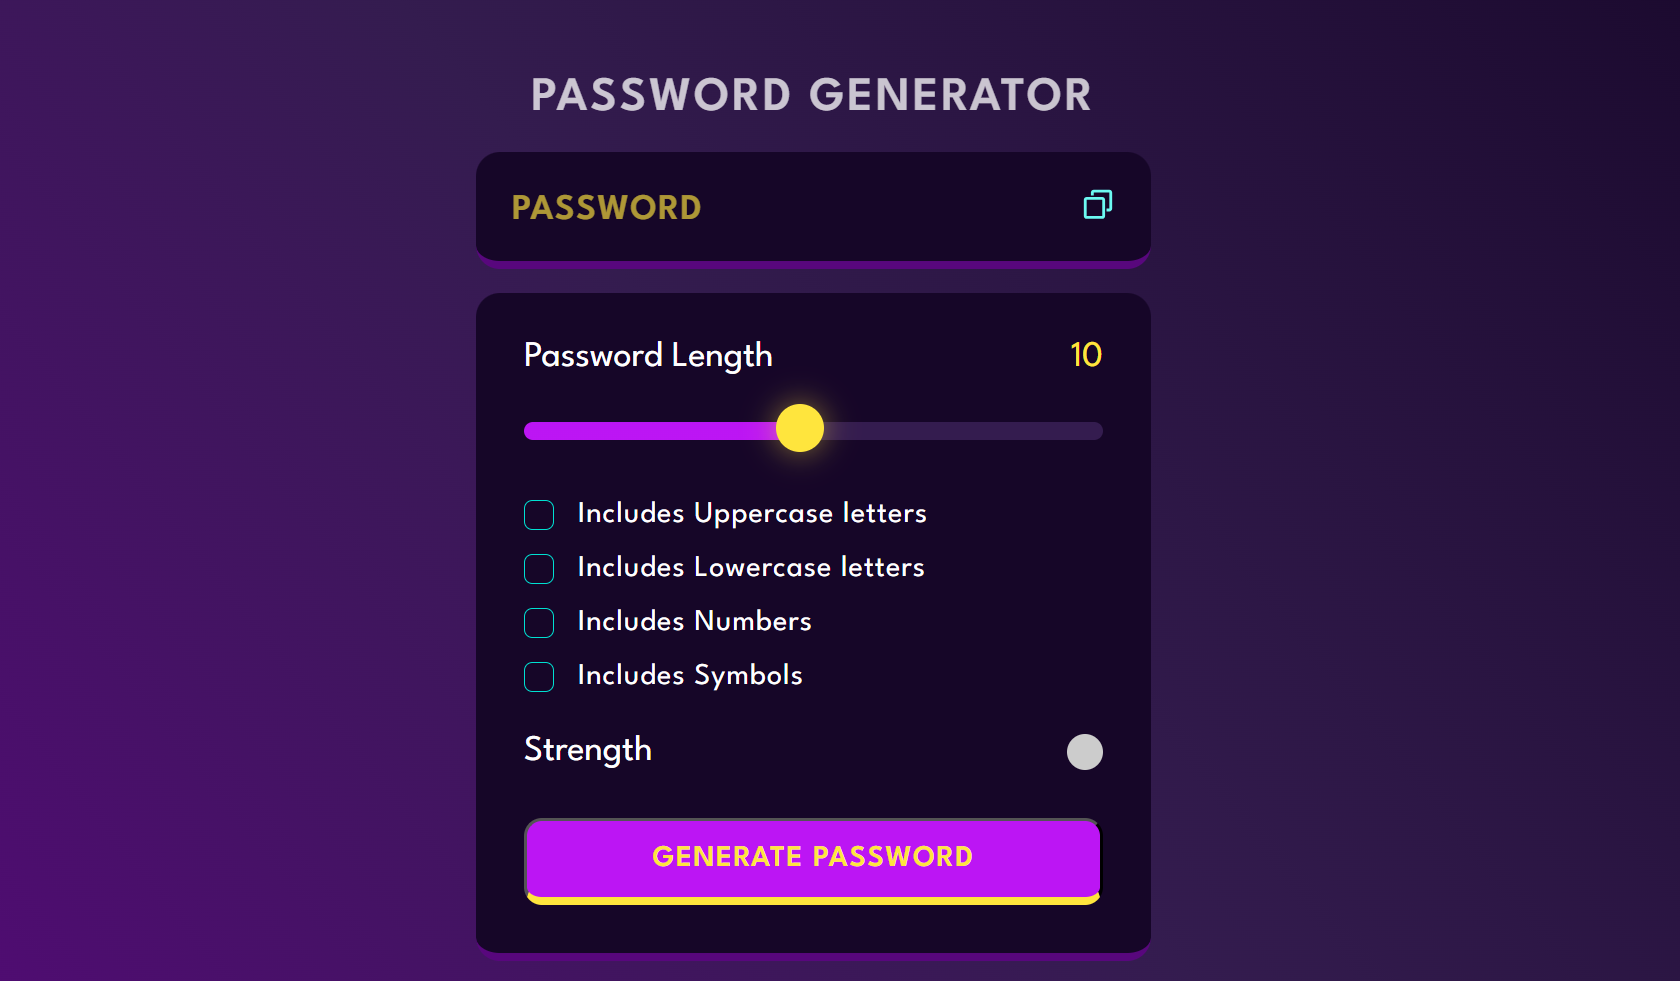 PASSWORD GENERATOR
PASSWORD
Password Length 10
Includes Uppercase letters
Includes Lowercase letters
Includes Numbers
Includes Symbols
Strength
GENERATE PASSWORD